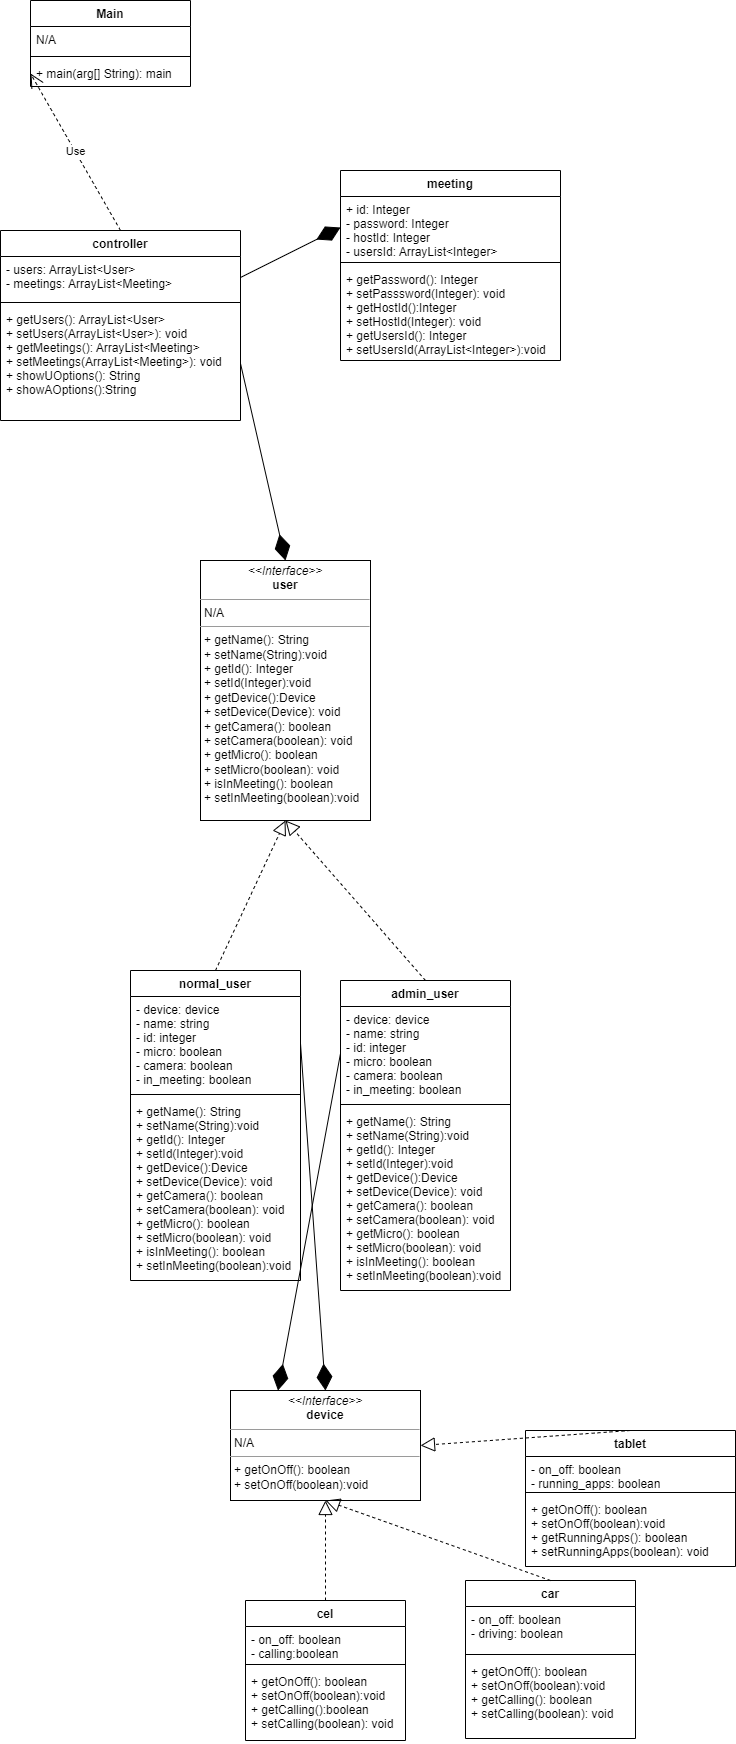 Main
N/A
+ main(arg[] String): main
Use
meeting
+ id: Integer
- password: Integer
- hostId: Integer
- usersId: ArrayList<Integer>
+ getPassword(): Integer
+ setPasssword(Integer): void
+ getHostId():Integer
+ setHostId(Integer): void
+ getUsersId(): Integer
+ setUsersId(ArrayList<Integer>):void
controller
- users: ArrayList<User>
- meetings: ArrayList<Meeting>
+ getUsers(): ArrayList<User>
+ setUsers(ArrayList<User>): void
+ getMeetings(): ArrayList<Meeting>
+ setMeetings(ArrayList<Meeting>): void
+ showUOptions(): String
+ showAOptions():String
<<Interface>>
user
N/A
+ getName(): String
+ setName(String):void
+ getId(): Integer
+ setId(Integer):void
+ getDevice():Device
+ setDevice(Device): void
+ getCamera(): boolean
+ setCamera(boolean): void
+ getMicro(): boolean
+ setMicro(boolean): void
+ isInMeeting(): boolean
+ setInMeeting(boolean):void
normal_user
- device: device
- name: string
- id: integer
- micro: boolean
- camera: boolean
- in_meeting: boolean
+ getName(): String
+ setName(String):void
+ getId(): Integer
+ setId(Integer):void
+ getDevice():Device
+ setDevice(Device): void
+ getCamera(): boolean
+ setCamera(boolean): void
+ getMicro(): boolean
+ setMicro(boolean): void
+ isInMeeting(): boolean
+ setInMeeting(boolean):void
admin_user
- device: device
- name: string
- id: integer
- micro: boolean
- camera: boolean
- in_meeting: boolean
+ getName(): String
+ setName(String):void
+ getId(): Integer
+ setId(Integer):void
+ getDevice():Device
+ setDevice(Device): void
+ getCamera(): boolean
+ setCamera(boolean): void
+ getMicro(): boolean
+ setMicro(boolean): void
+ isInMeeting(): boolean
+ setInMeeting(boolean):void
<<Interface>>
device
N/A
+ getOnOff(): boolean
+ setOnOff(boolean):void
tablet
- on_off: boolean
- running_apps: boolean
+ getOnOff(): boolean
+ setOnOff(boolean):void
+ getRunningApps(): boolean
+ setRunningApps(boolean): void
cel
- on_off: boolean
- calling:boolean
+ getOnOff(): boolean
+ setOnOff(boolean):void
+ getCalling():boolean
+ setCalling(boolean): void
car
- on_off: boolean
- driving: boolean
+ getOnOff(): boolean
+ setOnOff(boolean):void
+ getCalling(): boolean
+ setCalling(boolean): void